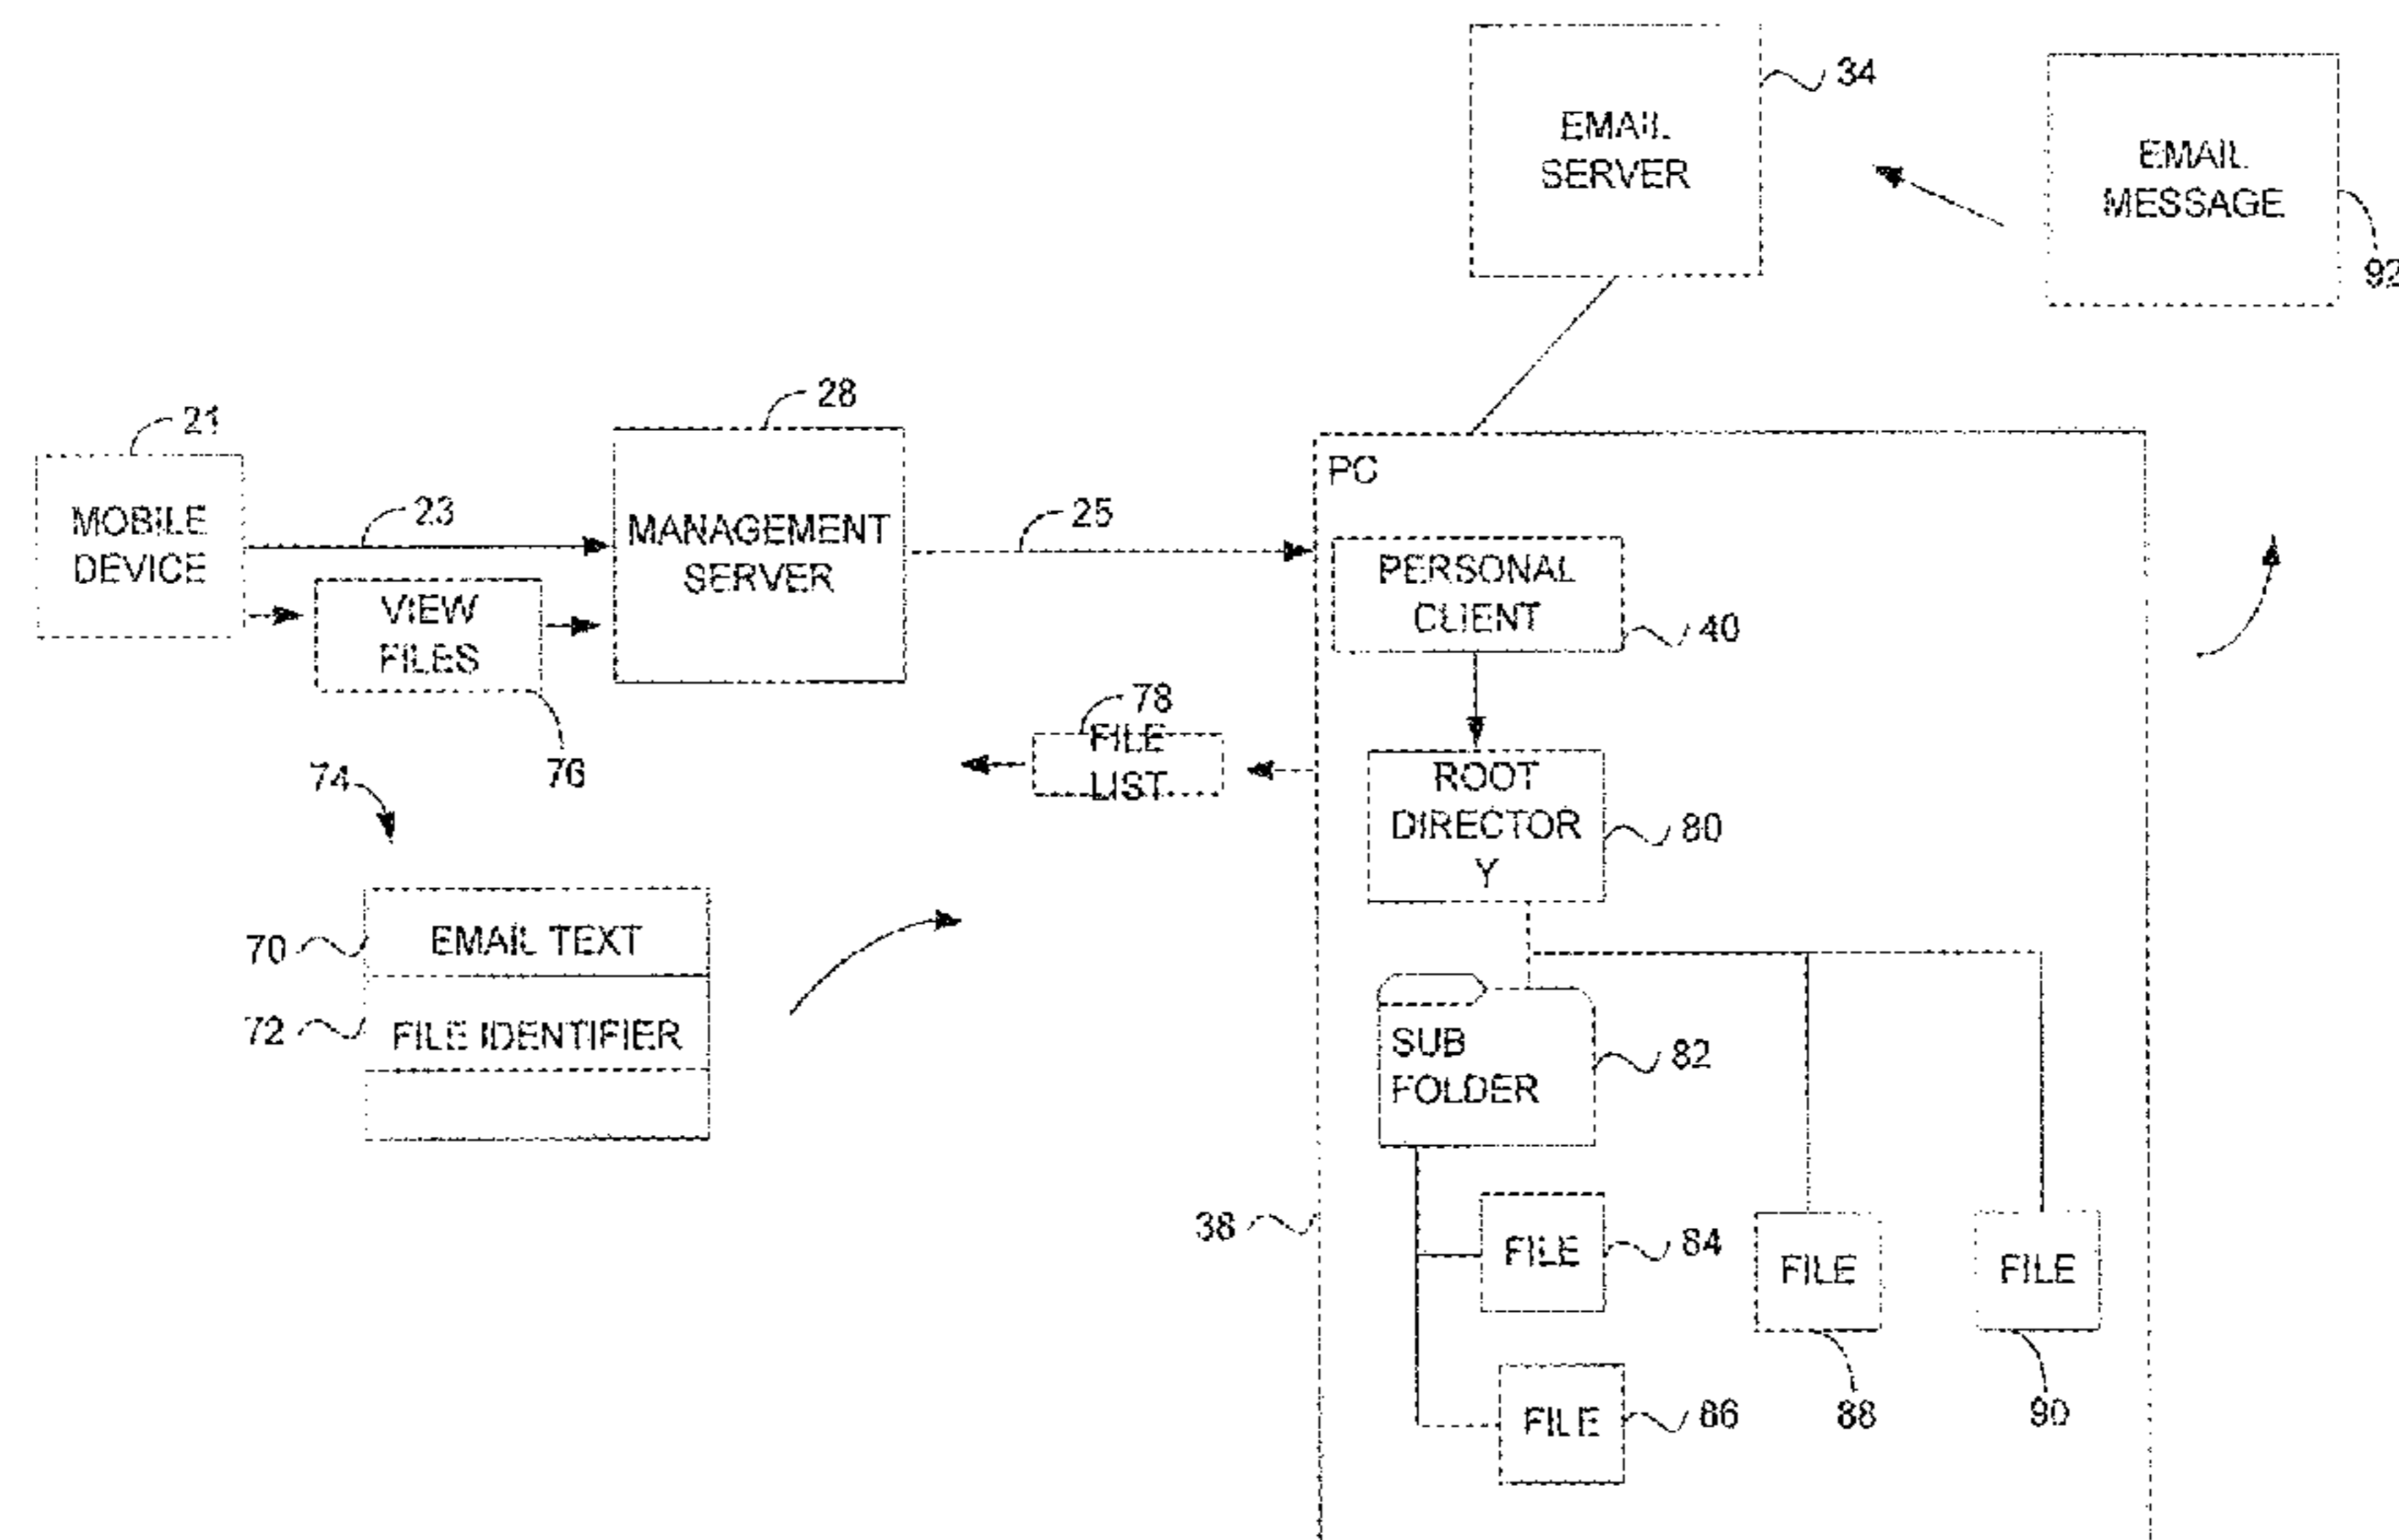 34
EMAIL
SERVER
EMAIL
MESSAGE
92
21
MOBILE
DEVICE
23
28
MANAGEMENT
SERVER
25
VIEW
FILES
76
PC
PERSONAL
CLIENT
40
78
FILE
LIST
74
ROOT
DIRECTOR
Y
80
70
EMAIL TEXT
72
FILE IDENTIFIER
SUB
FOLDER
82
38
FILE
84
FILE
88
FILE
90
FILE
86